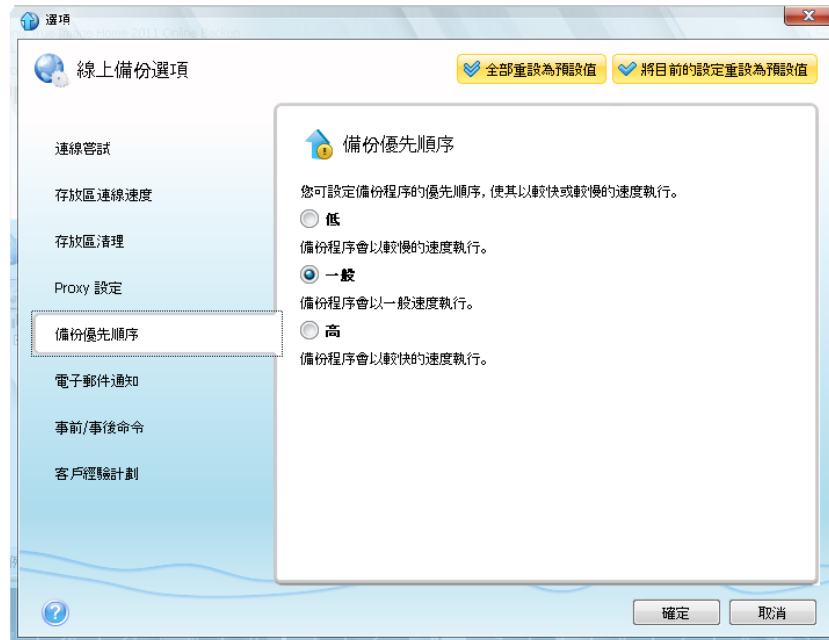 選項
線上備份選項
全部重設為預設值
將目前的設定重設為預設值
連線嘗試
存放區連線速度
存放區清理
Proxy 設定
備份優先順序
電子郵件通知
事前/事後命令
客戶經驗計劃
備份優先順序
您可設定備份程序的優先順序, 使其以較快或較慢的速度執行。
低
備份程序會以較慢的速度執行。
一般
備份程序會以一般速度執行。
高
備份程序會以較快的速度執行。
確定
取消